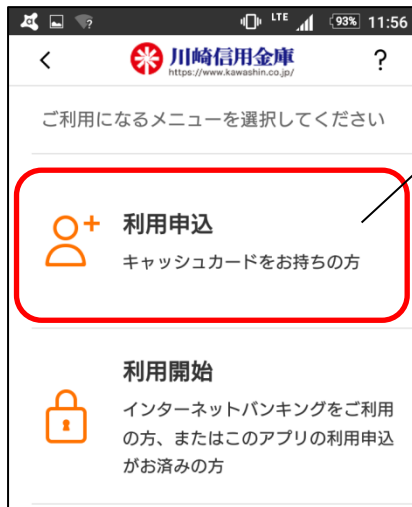 LTE 93% 11:56
川崎信用金庫
https://www.kawashin.co.jp/
?
ご利用になるメニューを選択してください
利用申込
キャッシュカードをお持ちの方
利用開始
インターネットバンキングをご利用
の方、またはこのアプリの利用申込
がお済みの方